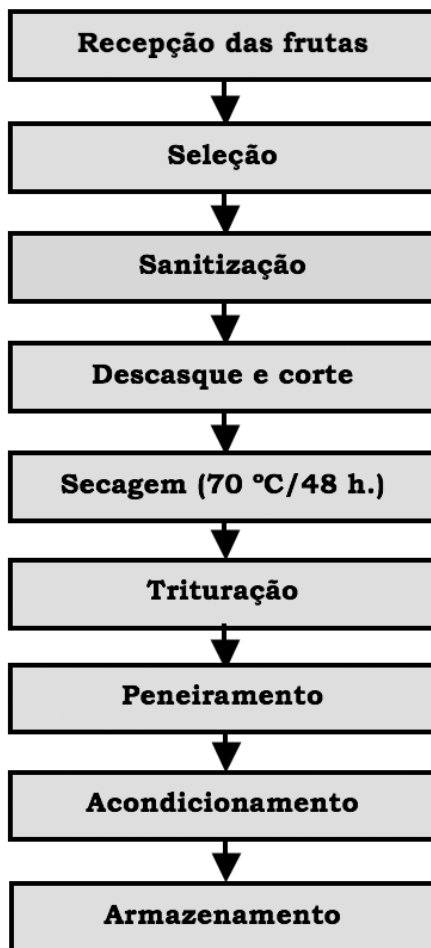 Recepção das frutas
Seleção
Sanitização
Descasque e corte
Secagem (70 ºC/48 h.)
Trituração
Peneiramento
Acondicionamento
Armazenamento